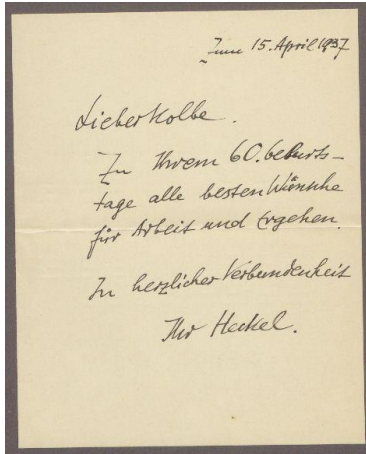 Zum 15. April 1937
Lieber Kolbe.
Zu Ihrem 60. Geburts-
tage alle besten Wünsche
für Arbeit und Ergehen.
In herzlicher Verbundenheit
Ihr Heckel.